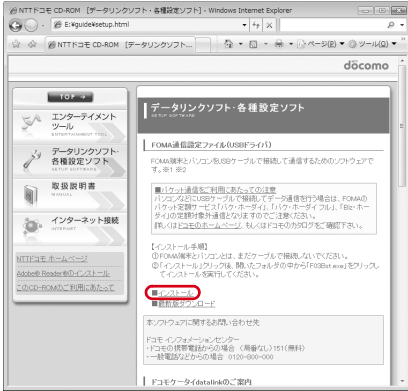 NTTドコモ CD-ROM [データリンクソフト・各種設定ソフト] - Windows Internet Explorer
E:¥guide¥setup.html
NTTドコモ CD-ROM [データリンクソフト...
ページ(P)
ツール(O)
döcomo
TOP
エンターテイメントツール
ENTERTAINMENT TOOL
データリンクソフト・各種設定ソフト
SETUP SOFTWARE
取扱説明書
MANUAL
インターネット接続
INTERNET
NTTドコモ ホームページ
Adobe® Reader®のインストール
このCD-ROMのご利用にあたって
データリンクソフト・各種設定ソフト
SETUP SOFTWARE
FOMA通信設定ファイル(USBドライバ)
FOMA端末とパソコンをUSBケーブルで接続して通信するためのソフトウェアで
す。※1 ※2
■パケット通信をご利用にあたっての注意
パソコンなどにUSBケーブルで接続してデータ通信を行う場合は、FOMAの
パケット定額サービス「パケ・ホーダイ」、「パケ・ホーダイフル」、「Biz・ホー
ダイ」の定額対象外通信となりますのでご注意ください。
詳しくはドコモのホームページ、もしくはドコモのカタログをご確認下さい。
【インストール手順】
①FOMA端末とパソコンとは、まだケーブルで接続しないでください。
②「インストール」クリック後、開いたフォルダの中から「F03Bst.exe」をクリックし
てインストールを実行してください。
■インストール
■最新版ダウンロード
本ソフトウェアに関するお問い合わせ先
ドコモ インフォメーションセンター
・ドコモの携帯電話からの場合 (局番なし)151(無料)
・一般電話などからの場合 0120-800-000
ドコモケータイdatalinkのご案内